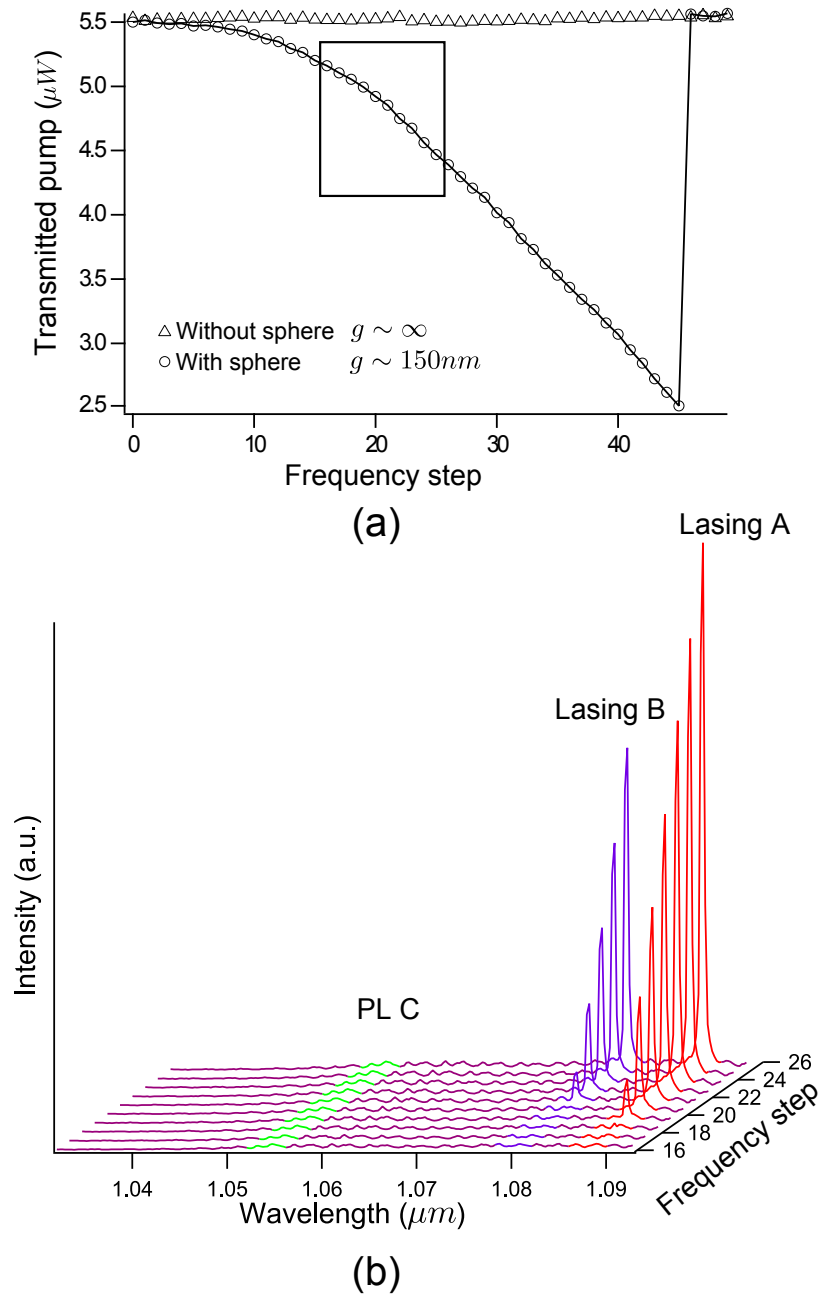 5.5
5.0
4.5
4.0
3.5
3.0
2.5
Transmitted pump (μW)
△ Without sphere g ∼ ∞
○ With sphere g ∼ 150nm
0 10 20 30 40
Frequency step
(a)
Lasing A
Lasing B
PL C
Intensity (a.u.)
26
24
22
20
18
16
Frequency step
1.04 1.05 1.06 1.07 1.08 1.09
Wavelength (μm)
(b)